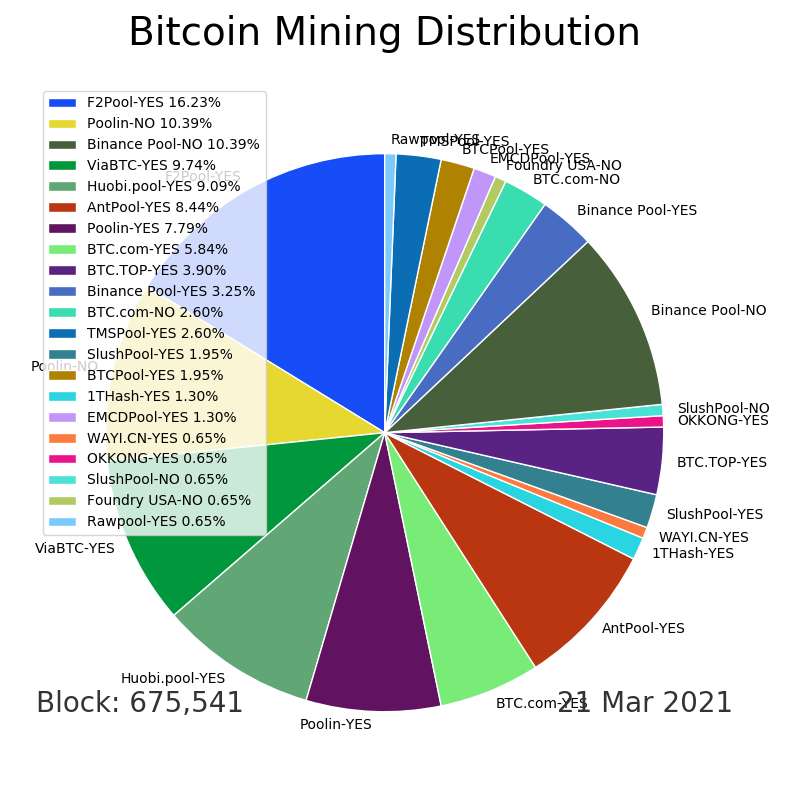 Bitcoin Mining Distribution
F2Pool-YES 16.23%
Poolin-NO 10.39%
Binance Pool-NO 10.39%
ViaBTC-YES 9.74%
Huobi.pool-YES 9.09%
AntPool-YES 8.44%
Poolin-YES 7.79%
BTC.com-YES 5.84%
BTC.TOP-YES 3.90%
Binance Pool-YES 3.25%
BTC.com-NO 2.60%
TMSPool-YES 2.60%
SlushPool-YES 1.95%
BTCPool-YES 1.95%
1THash-YES 1.30%
EMCDPool-YES 1.30%
WAYI.CN-YES 0.65%
OKKONG-YES 0.65%
SlushPool-NO 0.65%
Foundry USA-NO 0.65%
Rawpool-YES 0.65%
Rawpool-YES
TMSPool-YES
BTCPool-YES
EMCDPool-YES
Foundry USA-NO
BTC.com-NO
Binance Pool-YES
Binance Pool-NO
SlushPool-NO
OKKONG-YES
BTC.TOP-YES
SlushPool-YES
WAYI.CN-YES
1THash-YES
AntPool-YES
BTC.com-YES
Poolin-YES
Huobi.pool-YES
ViaBTC-YES
Poolin-NO
F2Pool-YES
Block: 675,541
21 Mar 2021